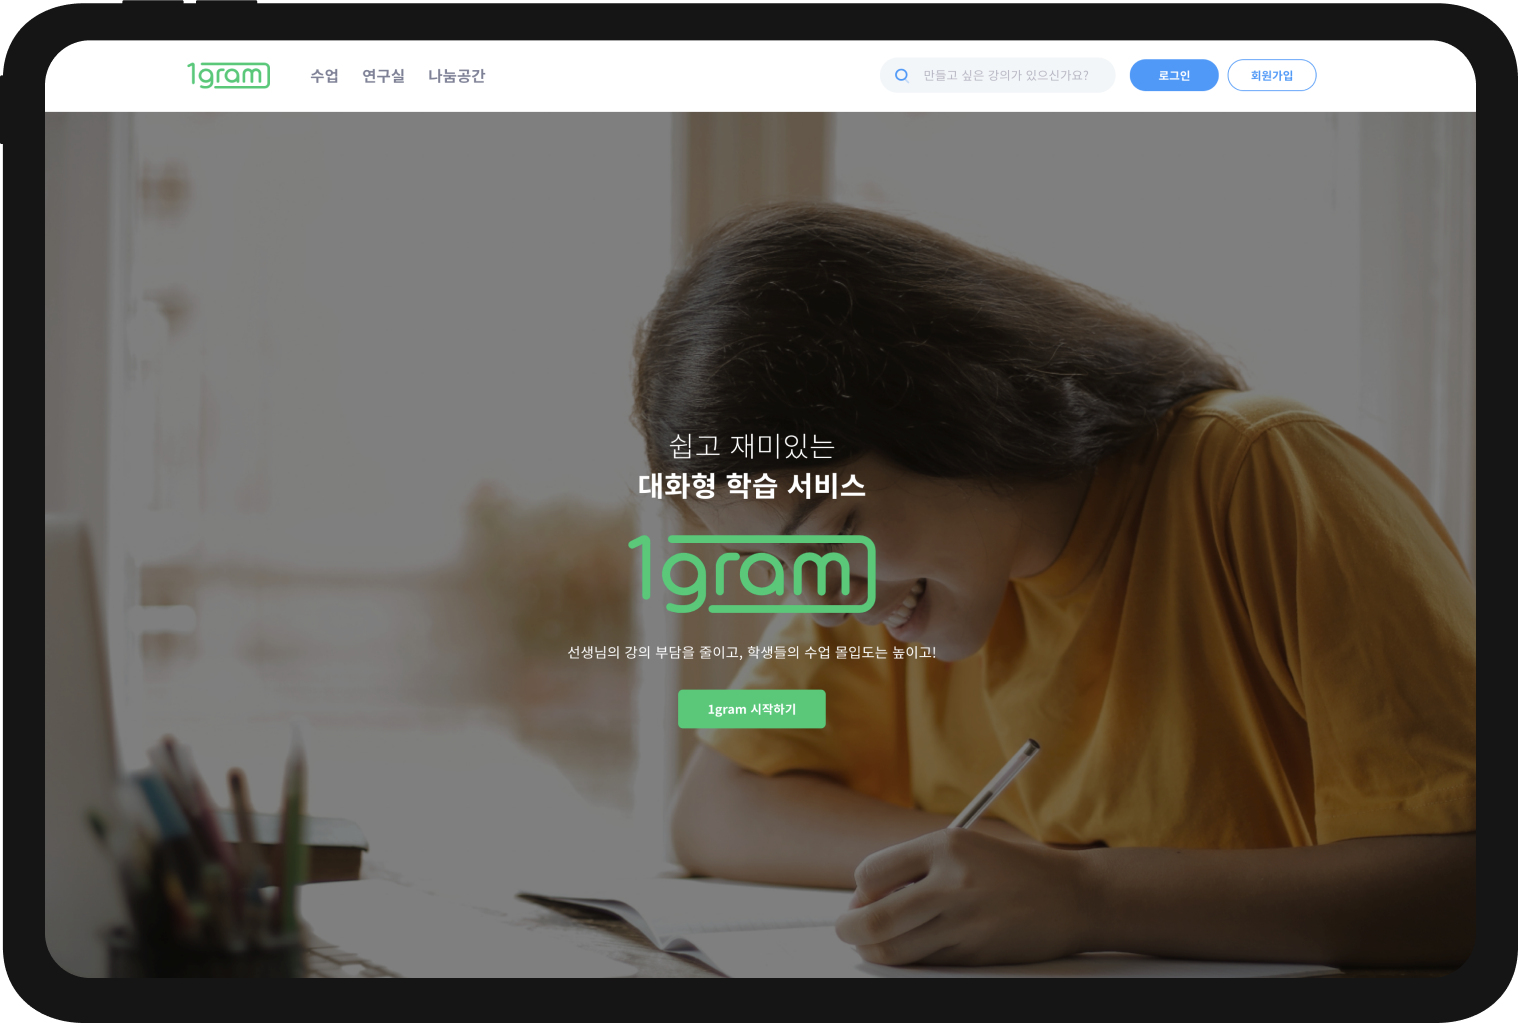 1gram
수업
연구실
나눔공간
만들고 싶은 강의가 있으신가요?
로그인
회원가입
쉽고 재미있는
대화형 학습 서비스
1gram
선생님의 강의 부담을 줄이고, 학생들의 수업 몰입도는 높이고!
1gram 시작하기